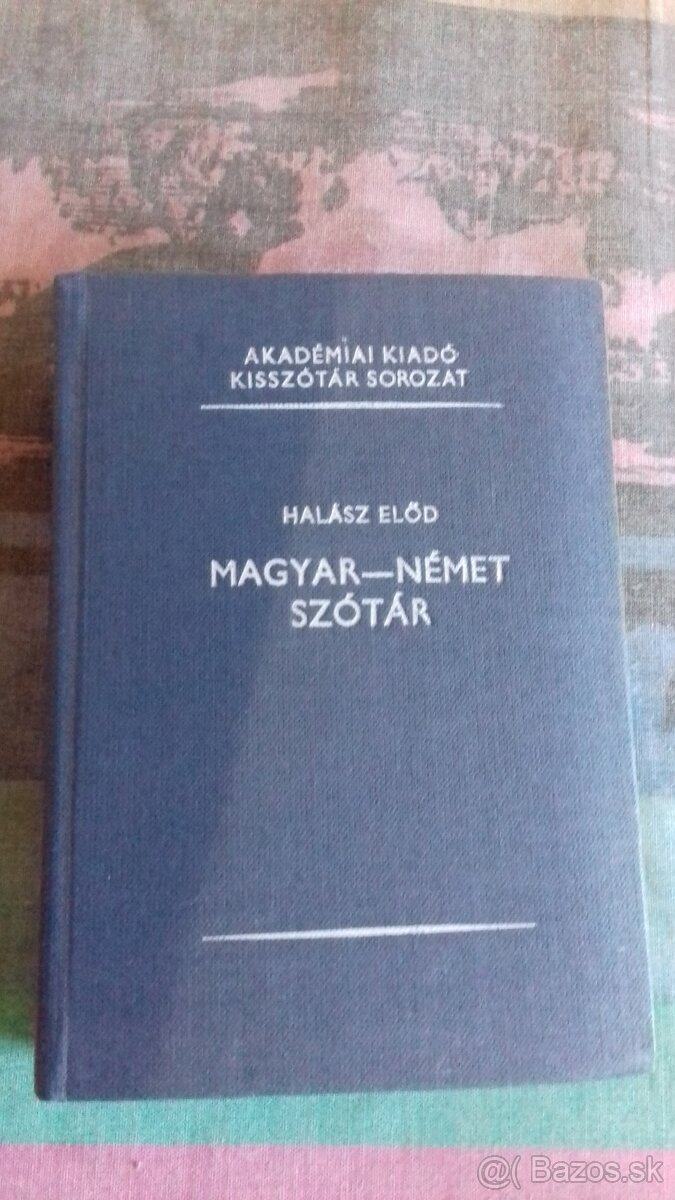 AKADÉMIAI KIADÓ
KISSZÓTÁR SOROZAT
HALÁSZ ELŐD
MAGYAR—NÉMET
SZÓTÁR
@( Bazos.sk